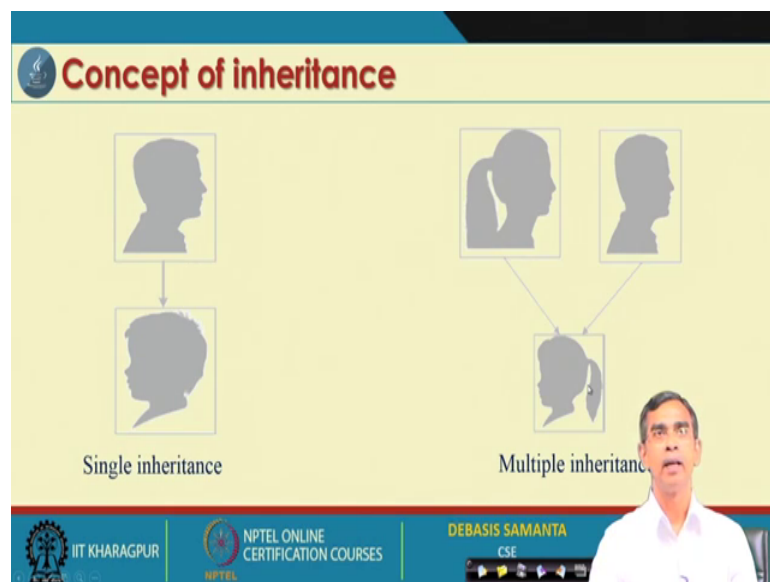 Concept of inheritance
Single inheritance
Multiple inheritanc
IIT KHARAGPUR
NPTEL
NPTEL ONLINE
CERTIFICATION COURSES
DEBASIS SAMANTA
CSE